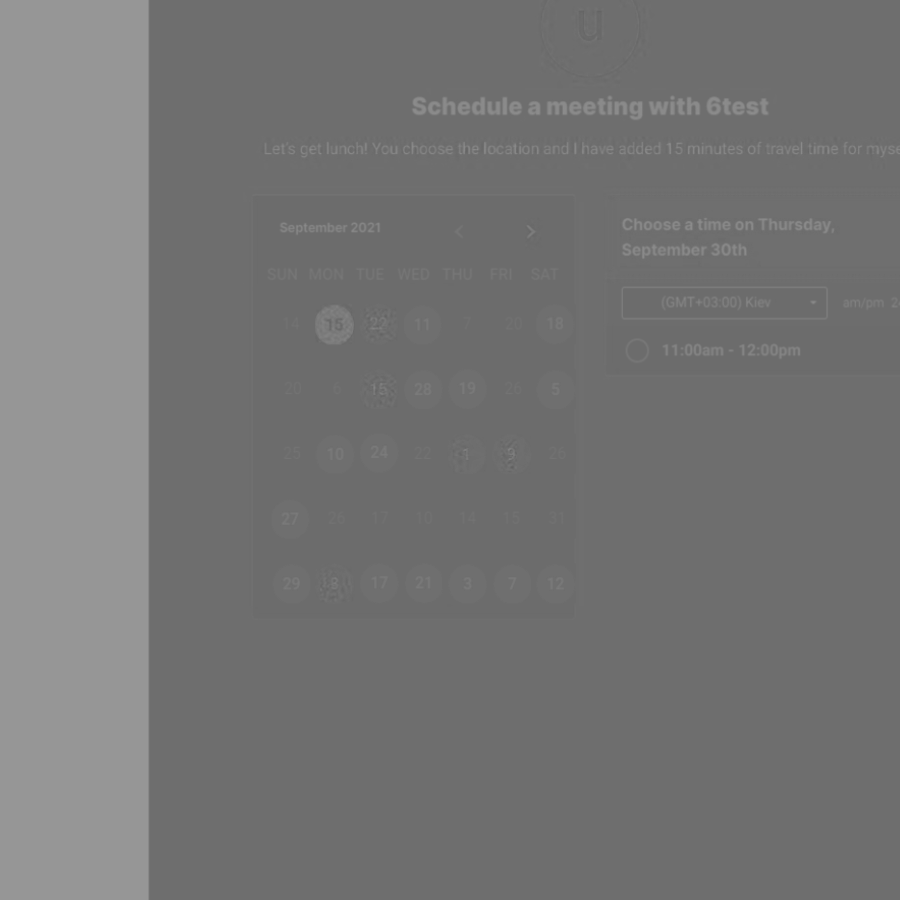 U
Schedule a meeting with 6test
Let's get lunch! You choose the location and I have added 15 minutes of travel time for myse
September 2021
SUN MON TUE WED THU FRI SAT
14 15 22 11 7 20 18
20 6 15 28 19 26 5
25 10 24 22 1 9 26
27 26 17 10 14 15 31
29 8 17 21 3 7 12
Choose a time on Thursday,
September 30th
(GMT+03:00) Kiev am/pm 2
11:00am - 12:00pm